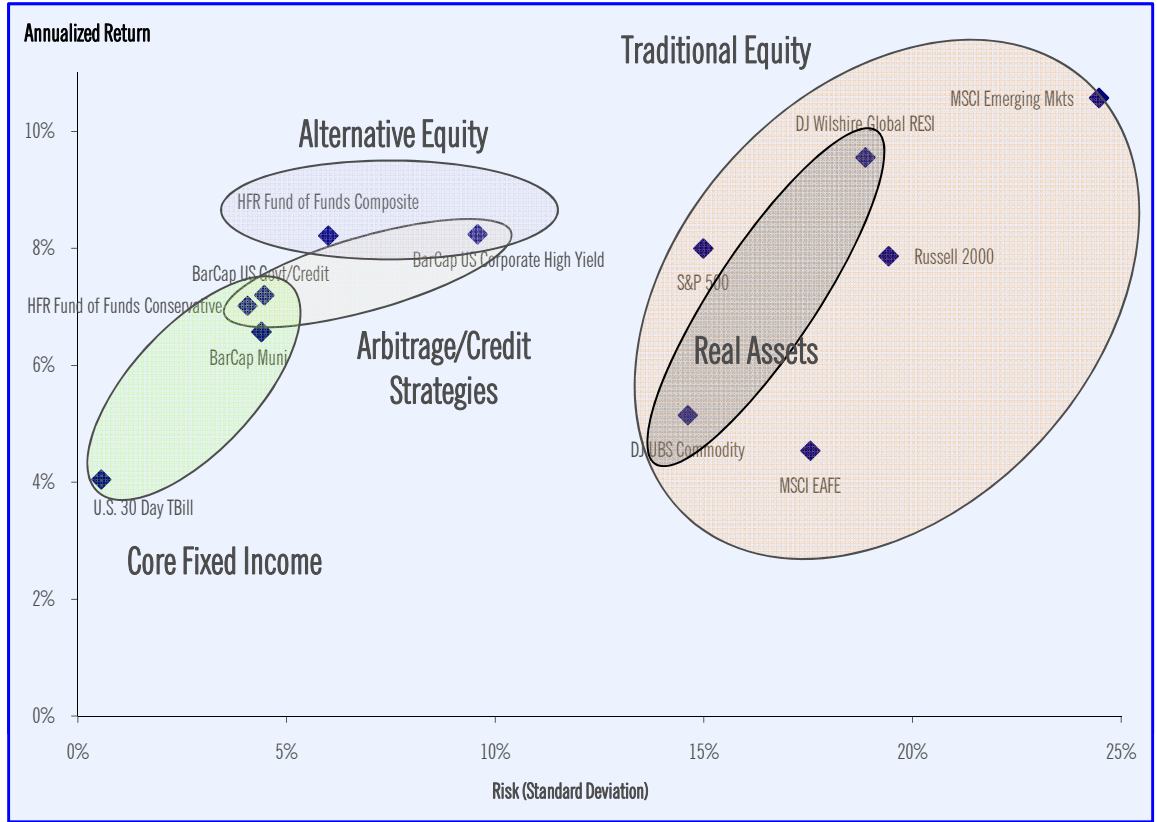 Annualized Return
Traditional Equity
MSCI Emerging Mkts
DJ Wilshire Global RESI
10%
Alternative Equity
HFR Fund of Funds Composite
8%
BarCap US Corporate High Yield
Russell 2000
BarCap US Govt/Credit
S&P 500
HFR Fund of Funds Conservative
Arbitrage/Credit
Strategies
Real Assets
BarCap Muni
6%
DJ UBS Commodity
4%
MSCI EAFE
U.S. 30 Day TBill
Core Fixed Income
2%
0%
0%
5%
10%
15%
20%
25%
Risk (Standard Deviation)